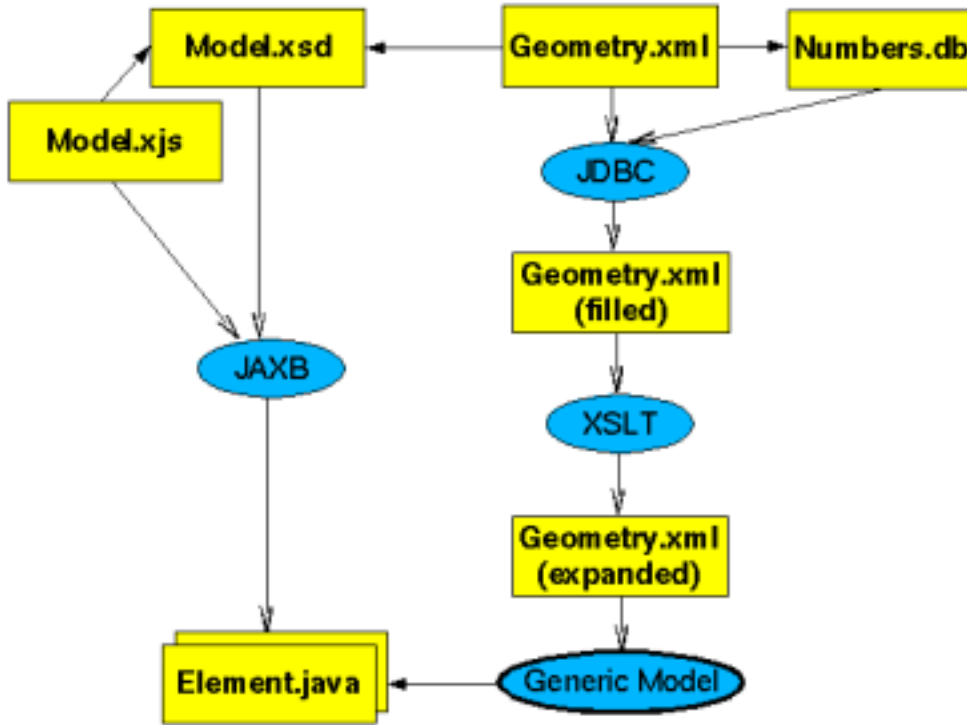 Model.xsd
Geometry.xml
Numbers.db
Model.xjs
JDBC
Geometry.xml
(filled)
JAXB
XSLT
Geometry.xml
(expanded)
Element.java
Generic Model